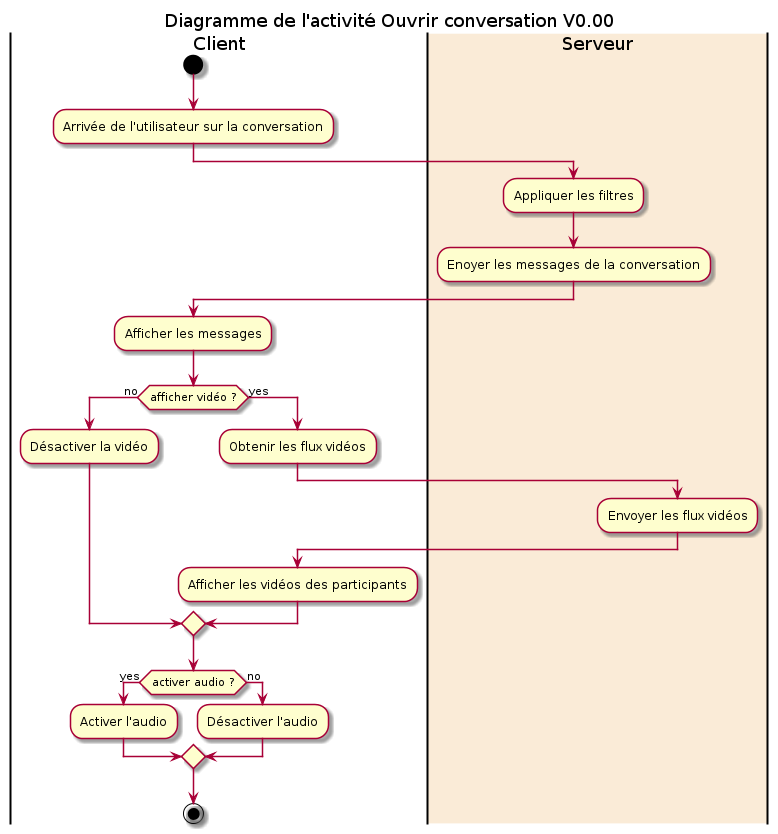 Diagramme de l'activité Ouvrir conversation V0.00
Client
Serveur
Arrivée de l'utilisateur sur la conversation
Appliquer les filtres
Enoyer les messages de la conversation
Afficher les messages
no
afficher vidéo ?
yes
Désactiver la vidéo
Obtenir les flux vidéos
Envoyer les flux vidéos
Afficher les vidéos des participants
yes
activer audio ?
no
Activer l'audio
Désactiver l'audio